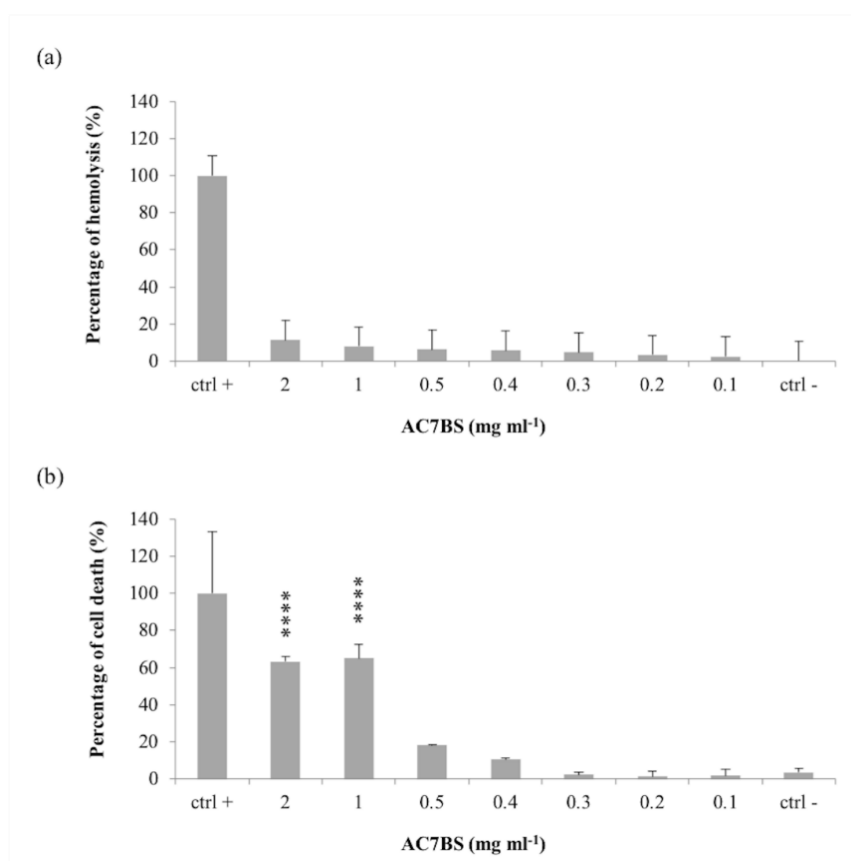 (a)
Percentage of hemolysis (%)
140
120
100
80
60
40
20
0
ctrl + 2 1 0.5 0.4 0.3 0.2 0.1 ctrl -
AC7BS (mg ml⁻¹)
(b)
Percentage of cell death (%)
140
120
100
80
60
40
20
0
****
****
ctrl + 2 1 0.5 0.4 0.3 0.2 0.1 ctrl -
AC7BS (mg ml⁻¹)